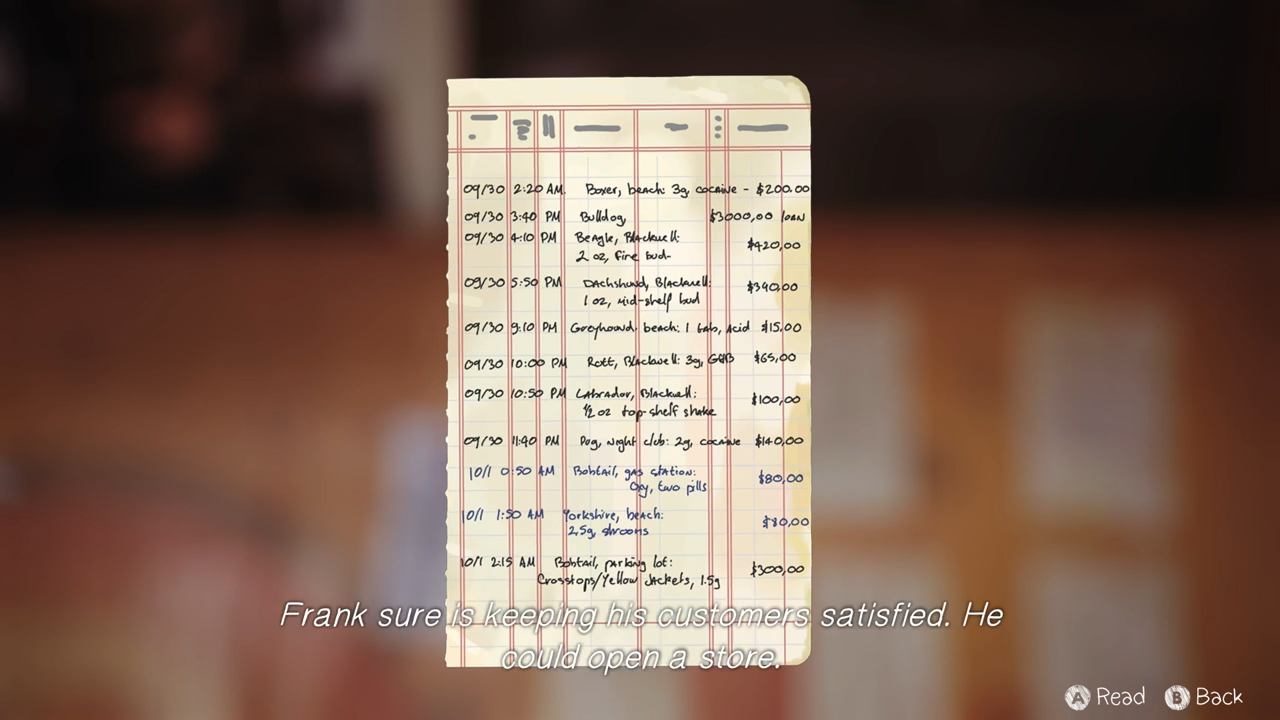 09/30 2:20 AM. Boxer, beach: 3g, cocaine - $200.00
09/30 3:40 PM Bulldog, $3000,00 loan
09/30 4:10 PM Beagle, Blackwell: $420,00
2 oz, fire bud-
09/30 5:50 PM Dachshund, Blackwell: $340,00
1 oz, mid-shelf bud
09/30 9:10 PM Greyhound. beach: 1 tab, Acid $15.00
09/30 10:00 PM Rott, Blackwell: 3g, GHB $65,00
09/30 10:50 PM Labrador, Blackwell: $100,00
1/2 oz top-shelf shake
09/30 11:40 PM Pog, night club: 2g, cocaine $140,00
10/1 0:50 AM Bobtail, gas station: $80,00
Oxy, two pills
10/1 1:50 AM Yorkshire, beach:
2,5g, shrooms
10/1 2:15 AM Bobtail, parking lot: $300,00
Crosstops/Yellow Jackets, 1.5g
Frank sure is keeping his customers satisfied. He
could open a store.
A Read B Back